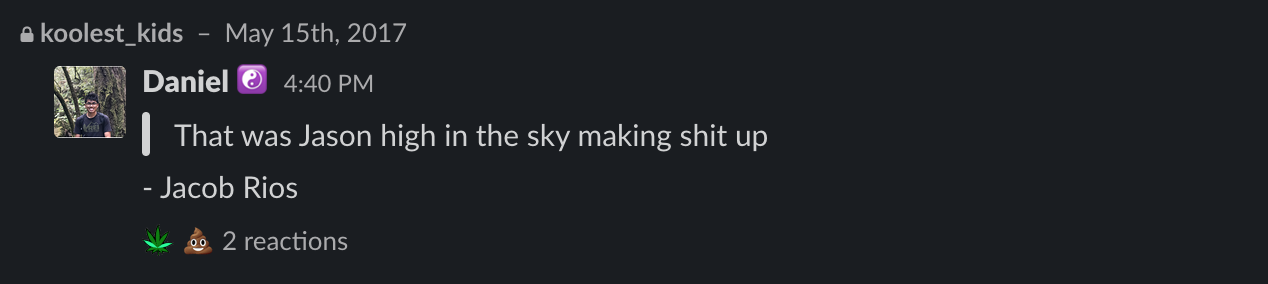 koolest_kids – May 15th, 2017
Daniel 4:40 PM
That was Jason high in the sky making shit up
- Jacob Rios
2 reactions